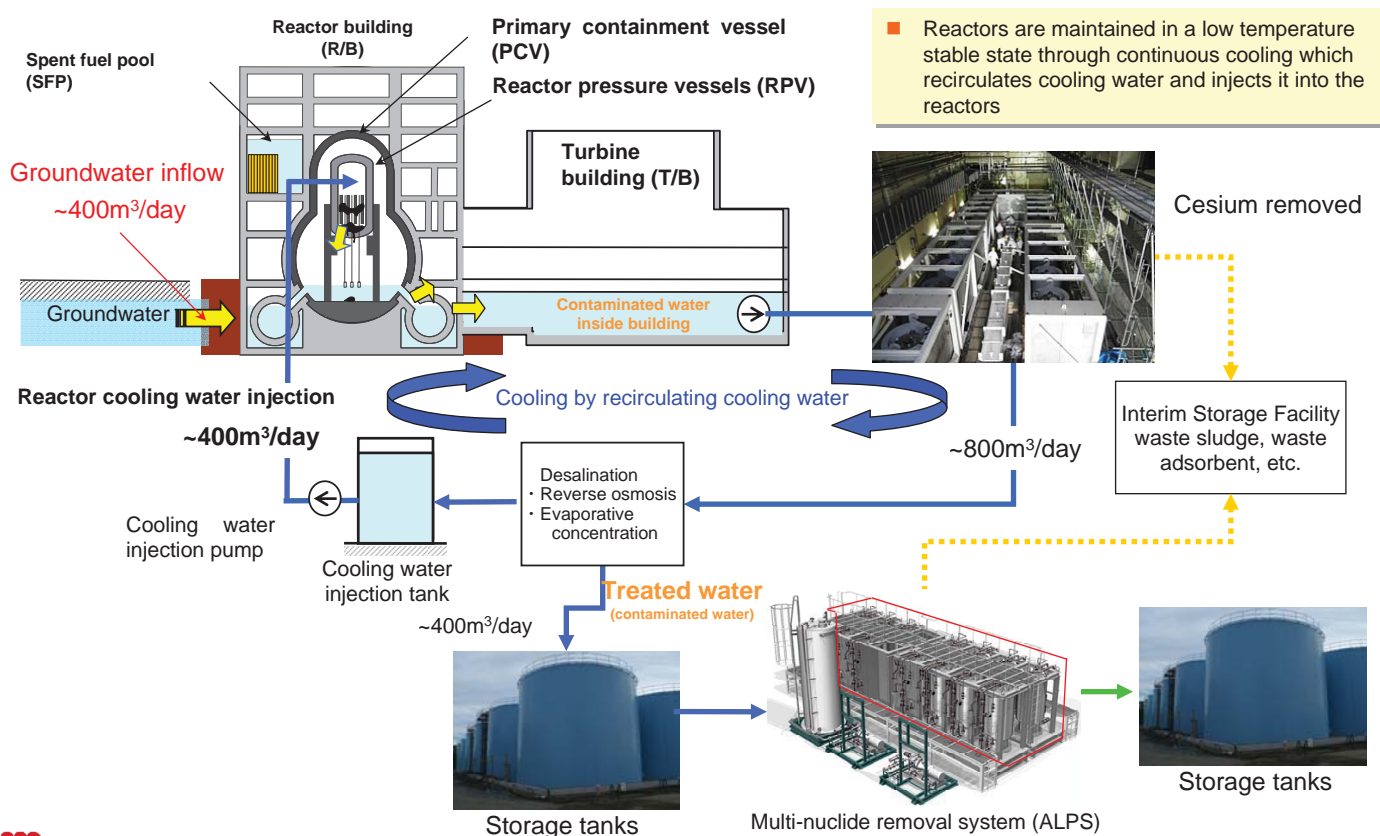 Reactor building
(R/B)
Primary containment vessel
(PCV)
Reactor pressure vessels (RPV)
Spent fuel pool
(SFP)
■ Reactors are maintained in a low temperature
stable state through continuous cooling which
recirculates cooling water and injects it into the
reactors
Groundwater inflow
~400m³/day
Turbine
building (T/B)
Cesium removed
Groundwater
Contaminated water
inside building
Reactor cooling water injection
~400m³/day
Cooling by recirculating cooling water
~800m³/day
Interim Storage Facility
waste sludge, waste
adsorbent, etc.
Desalination
・Reverse osmosis
・Evaporative
concentration
Cooling water
injection pump
Cooling water
injection tank
Treated water
(contaminated water)
~400m³/day
Storage tanks
Multi-nuclide removal system (ALPS)
Storage tanks